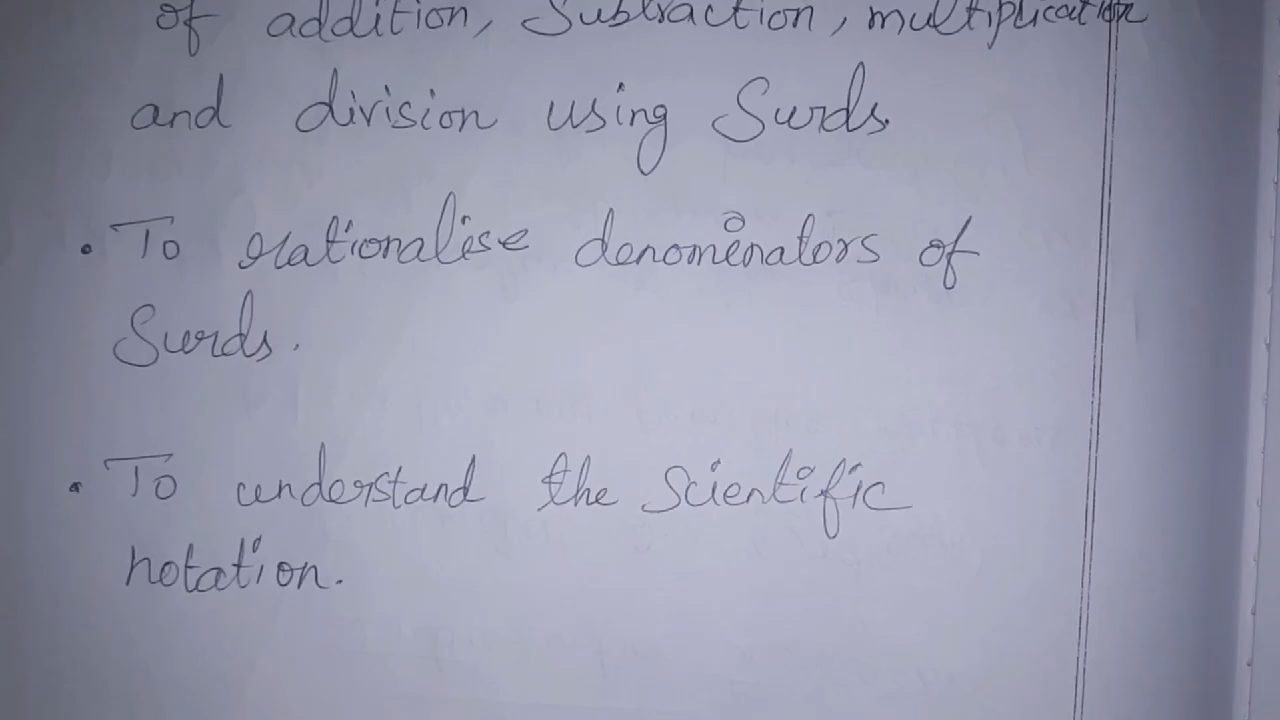 of addition, Subtraction, multiplication
and division using Surds.
• To rationalise denominators of
Surds.
• To understand the Scientific
notation.